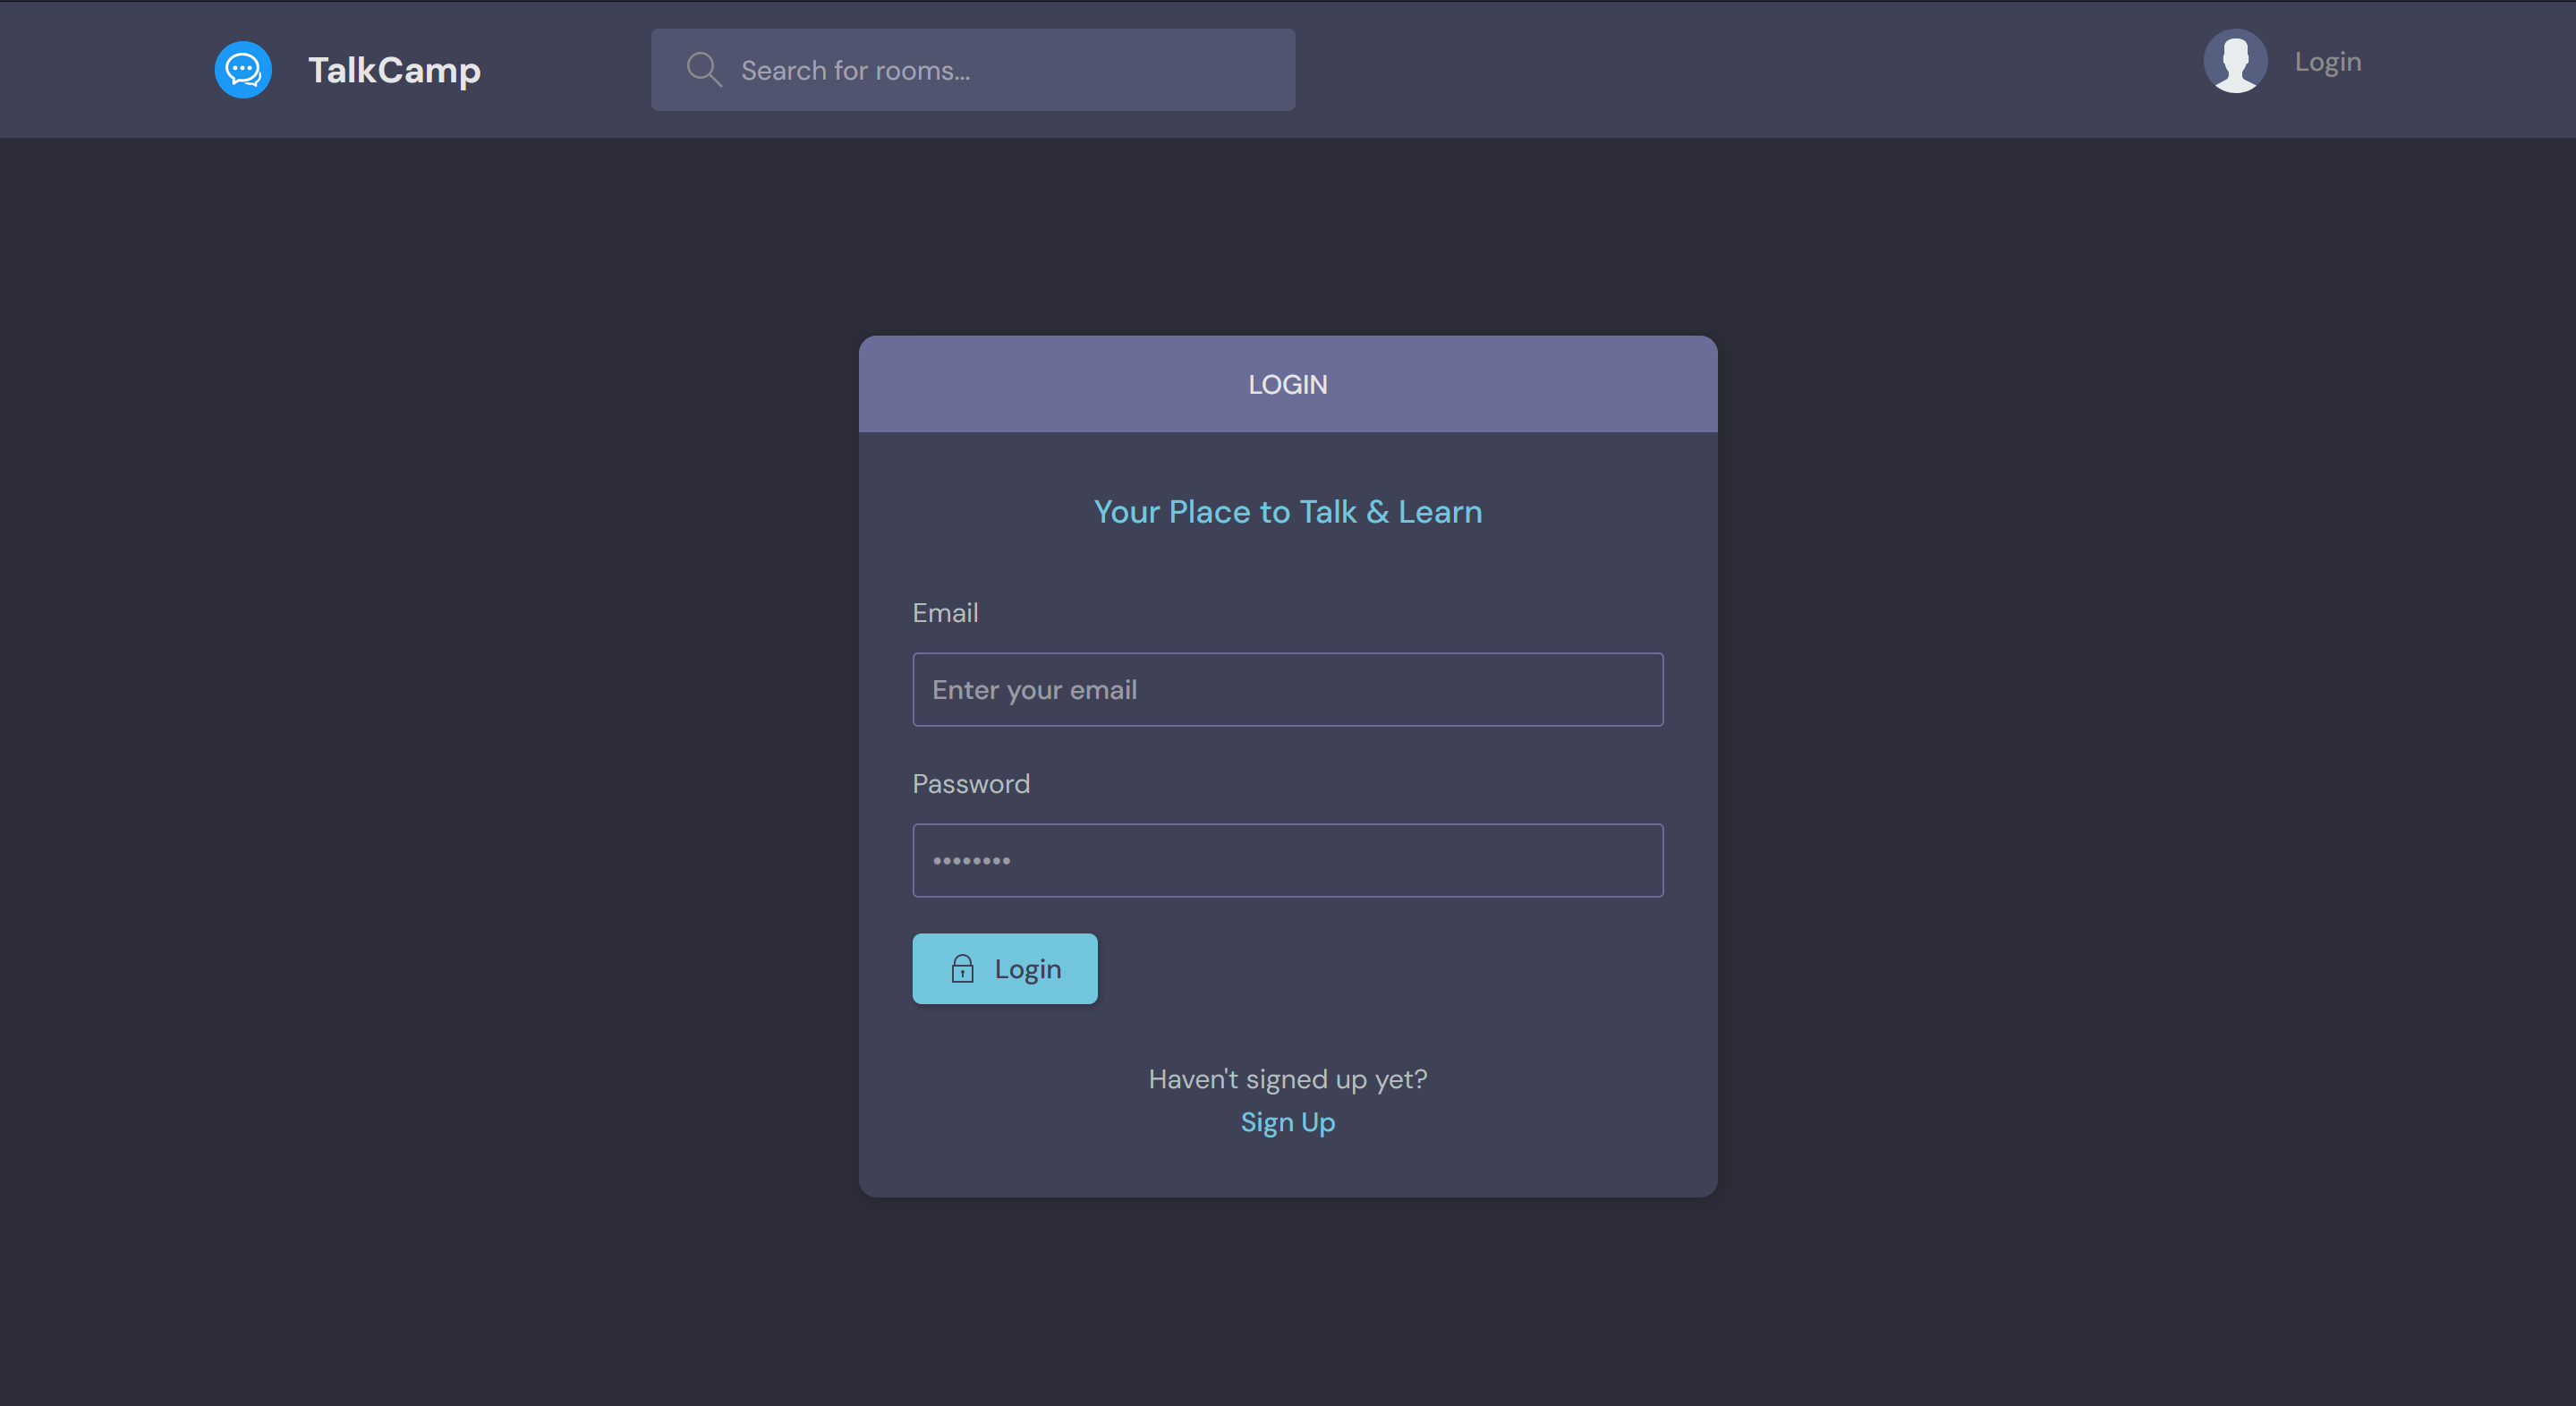 TalkCamp
Search for rooms...
Login
LOGIN
Your Place to Talk & Learn
Email
Enter your email
Password
••••••••
Login
Haven't signed up yet?
Sign Up